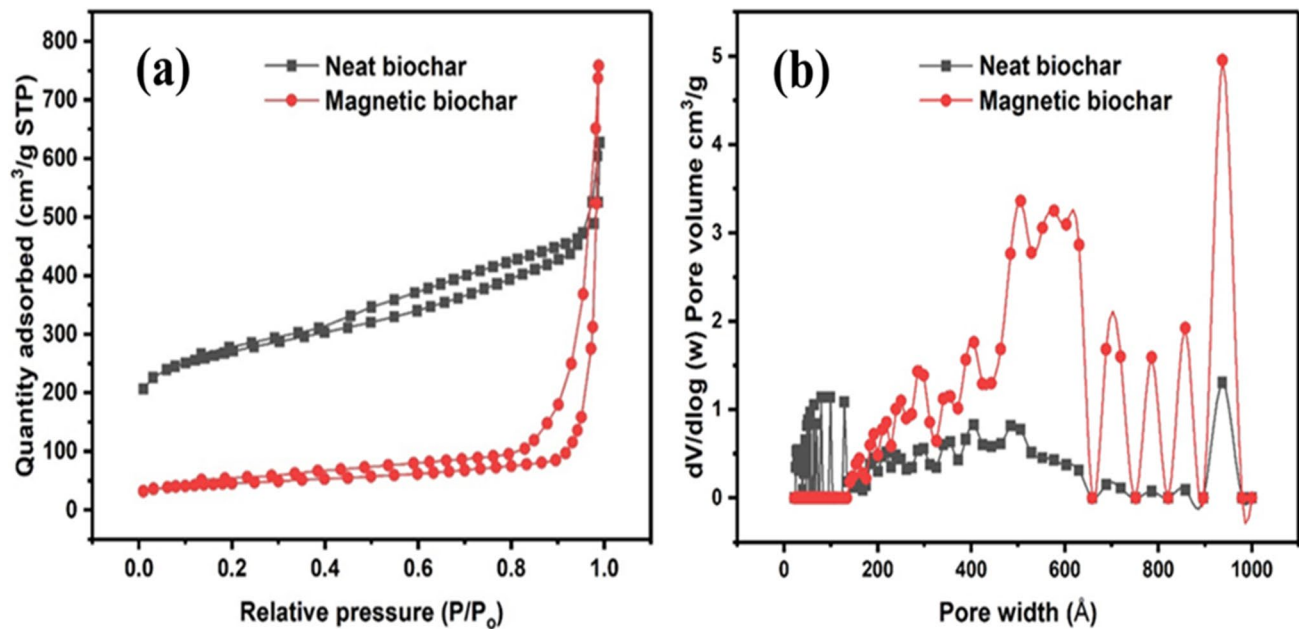 (a)
Neat biochar
Magnetic biochar
Quantity adsorbed (cm³/g STP)
800
700
600
500
400
300
200
100
0
0.0 0.2 0.4 0.6 0.8 1.0
Relative pressure (P/Pₒ)
(b)
Neat biochar
Magnetic biochar
dV/dlog (w) Pore volume cm³/g
5
4
3
2
1
0
0 200 400 600 800 1000
Pore width (Å)